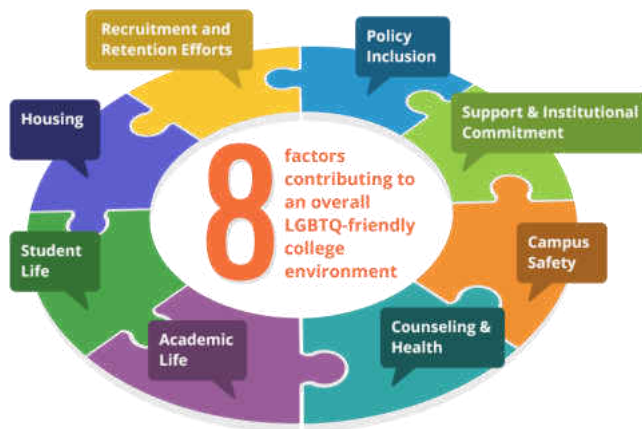 Recruitment and
Retention Efforts
Policy
Inclusion
Housing
Support & Institutional
Commitment
8
factors
contributing to
an overall
LGBTQ-friendly
college
environment
Student
Life
Campus
Safety
Academic
Life
Counseling &
Health